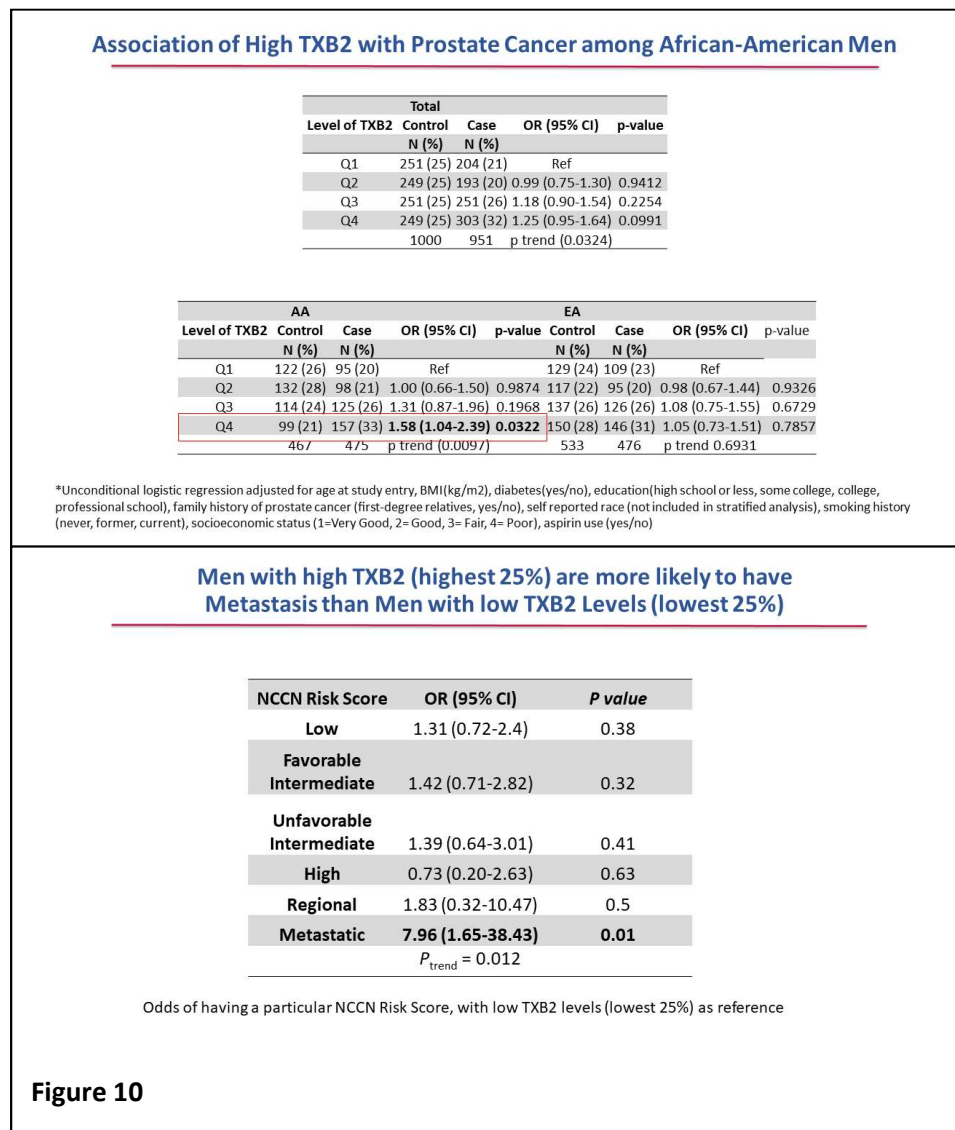 Association of High TXB2 with Prostate Cancer among African-American Men
Total
Level of TXB2 Control Case OR (95% CI) p-value
N (%) N (%)
Q1 251 (25) 204 (21) Ref
Q2 249 (25) 193 (20) 0.99 (0.75-1.30) 0.9412
Q3 251 (25) 251 (26) 1.18 (0.90-1.54) 0.2254
Q4 249 (25) 303 (32) 1.25 (0.95-1.64) 0.0991
1000 951 p trend (0.0324)
AA EA
Level of TXB2 Control Case OR (95% CI) p-value Control Case OR (95% CI) p-value
N (%) N (%) N (%) N (%)
Q1 122 (26) 95 (20) Ref 129 (24) 109 (23) Ref
Q2 132 (28) 98 (21) 1.00 (0.66-1.50) 0.9874 117 (22) 95 (20) 0.98 (0.67-1.44) 0.9326
Q3 114 (24) 125 (26) 1.31 (0.87-1.96) 0.1968 137 (26) 126 (26) 1.08 (0.75-1.55) 0.6729
Q4 99 (21) 157 (33) 1.58 (1.04-2.39) 0.0322 150 (28) 146 (31) 1.05 (0.73-1.51) 0.7857
467 475 p trend (0.0097) 533 476 p trend 0.6931
*Unconditional logistic regression adjusted for age at study entry, BMI(kg/m2), diabetes(yes/no), education(high school or less, some college, college,
professional school), family history of prostate cancer (first-degree relatives, yes/no), self reported race (not included in stratified analysis), smoking history
(never, former, current), socioeconomic status (1=Very Good, 2= Good, 3= Fair, 4= Poor), aspirin use (yes/no)
Men with high TXB2 (highest 25%) are more likely to have
Metastasis than Men with low TXB2 Levels (lowest 25%)
NCCN Risk Score OR (95% CI) P value
Low 1.31 (0.72-2.4) 0.38
Favorable
Intermediate 1.42 (0.71-2.82) 0.32
Unfavorable
Intermediate 1.39 (0.64-3.01) 0.41
High 0.73 (0.20-2.63) 0.63
Regional 1.83 (0.32-10.47) 0.5
Metastatic 7.96 (1.65-38.43) 0.01
Ptrend = 0.012
Odds of having a particular NCCN Risk Score, with low TXB2 levels (lowest 25%) as reference
Figure 10